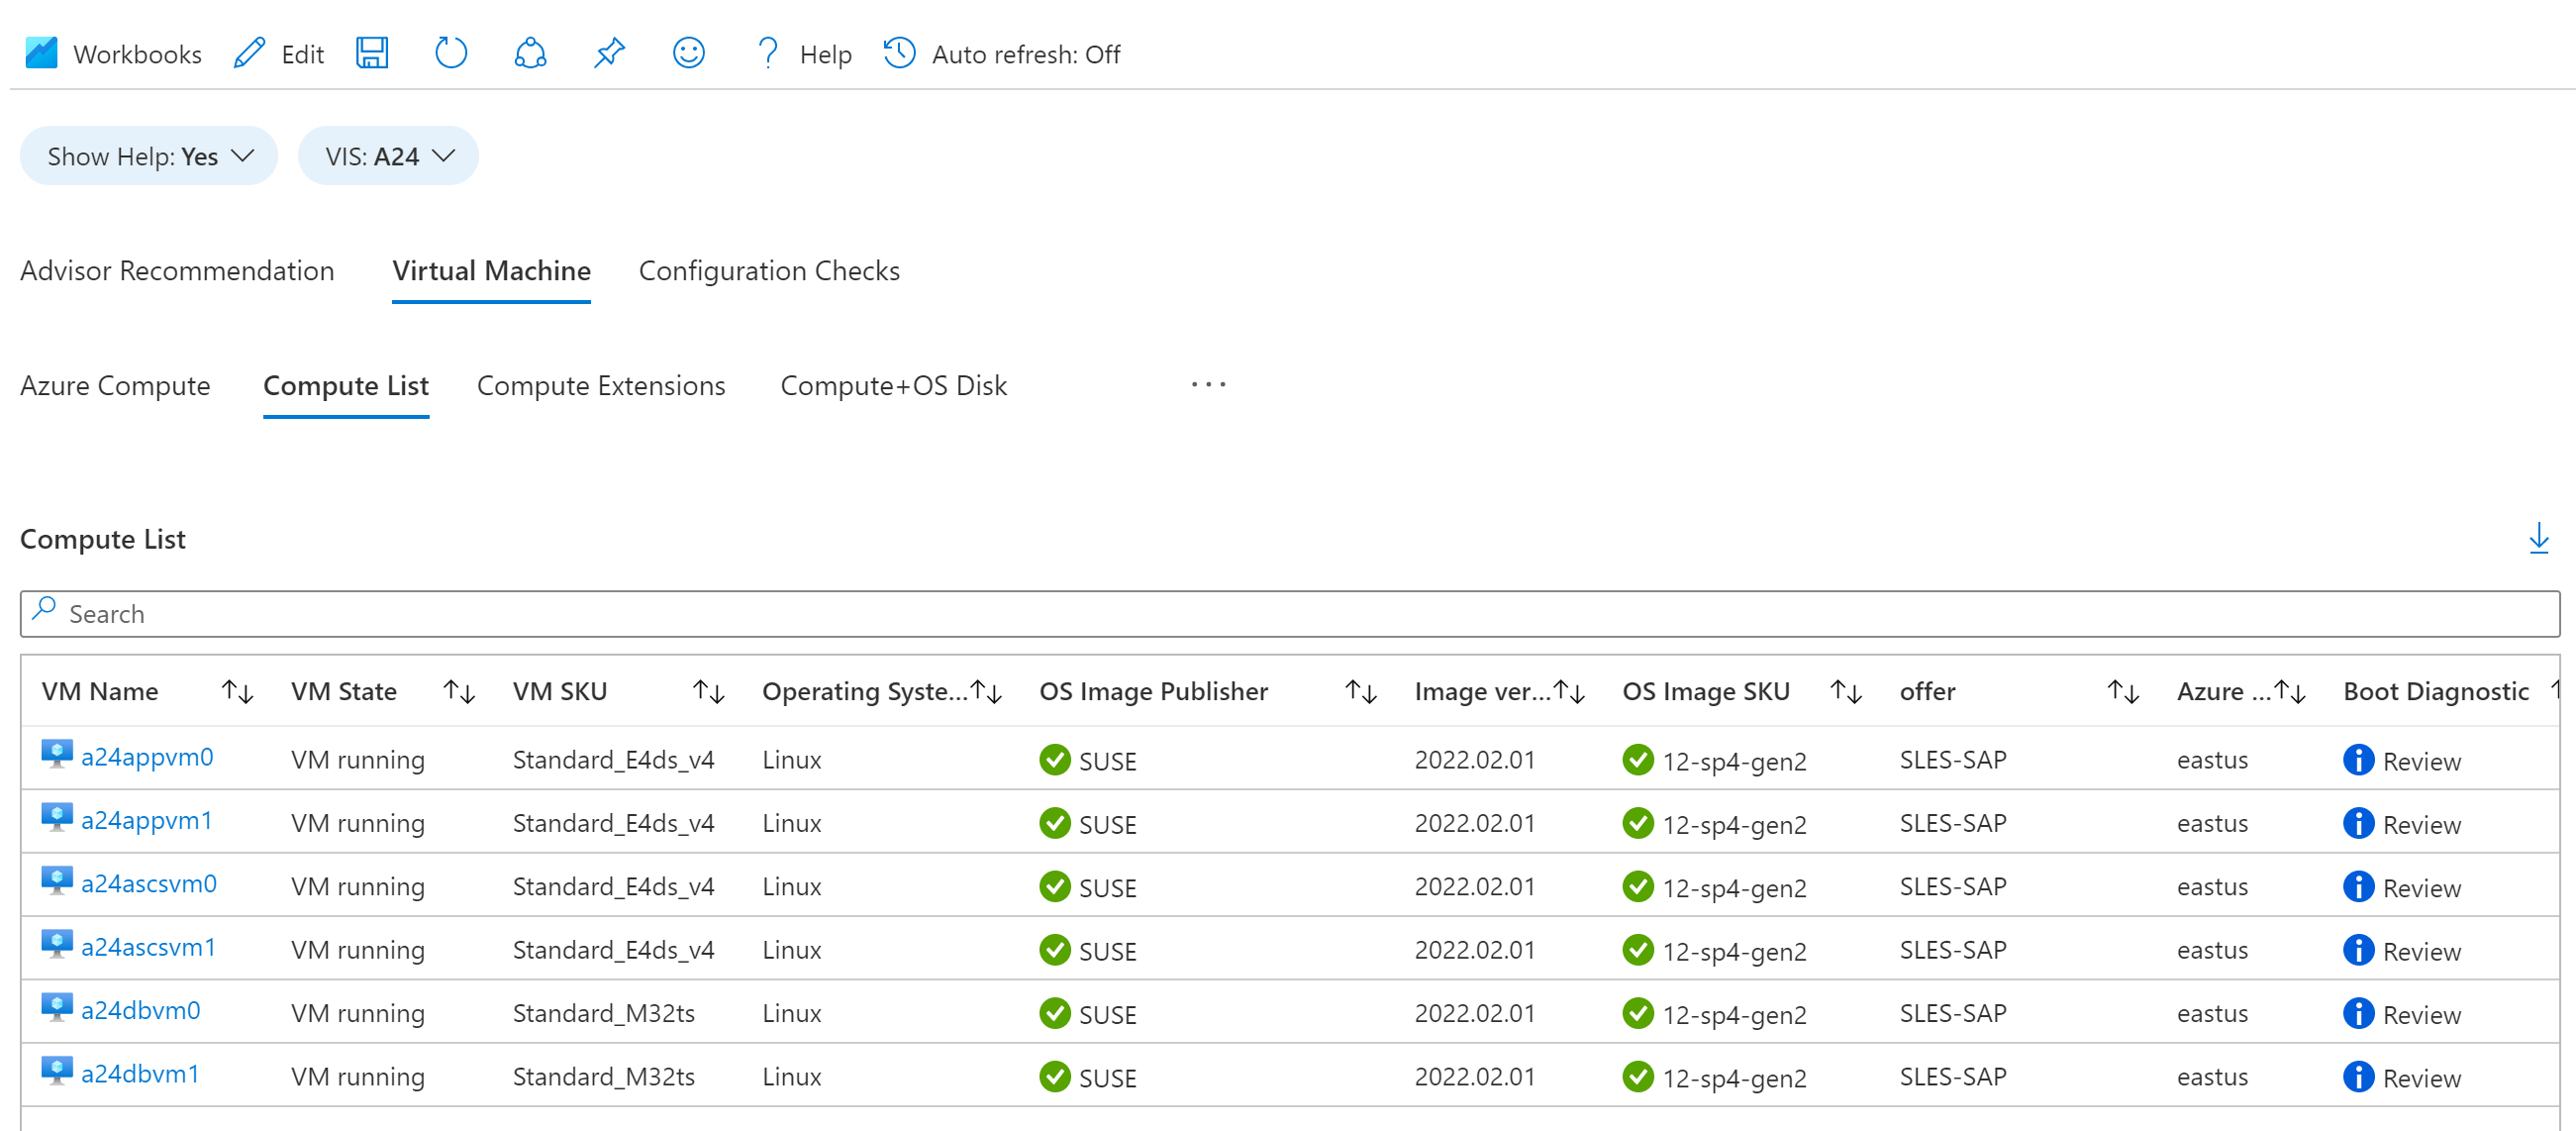 Workbooks Edit Help Auto refresh: Off
Show Help: Yes VIS: A24
Advisor Recommendation Virtual Machine Configuration Checks
Azure Compute Compute List Compute Extensions Compute+OS Disk ...
Compute List
Search
VM Name VM State VM SKU Operating Syste... OS Image Publisher Image ver... OS Image SKU offer Azure ... Boot Diagnostic
a24appvm0 VM running Standard_E4ds_v4 Linux SUSE 2022.02.01 12-sp4-gen2 SLES-SAP eastus Review
a24appvm1 VM running Standard_E4ds_v4 Linux SUSE 2022.02.01 12-sp4-gen2 SLES-SAP eastus Review
a24ascsvm0 VM running Standard_E4ds_v4 Linux SUSE 2022.02.01 12-sp4-gen2 SLES-SAP eastus Review
a24ascsvm1 VM running Standard_E4ds_v4 Linux SUSE 2022.02.01 12-sp4-gen2 SLES-SAP eastus Review
a24dbvm0 VM running Standard_M32ts Linux SUSE 2022.02.01 12-sp4-gen2 SLES-SAP eastus Review
a24dbvm1 VM running Standard_M32ts Linux SUSE 2022.02.01 12-sp4-gen2 SLES-SAP eastus Review